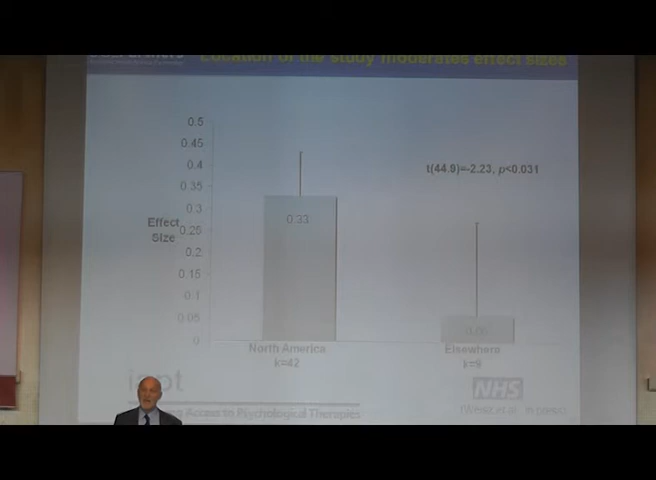 Location of the study moderates effect sizes
0.5
0.45
0.4
0.35
0.3
0.25
0.2
0.15
0.1
0.05
0
Effect
Size
t(44.9)=-2.23, p<0.031
0.33
North America
k=42
Elsewhere
k=9
iapt
Access to Psychological Therapies
NHS